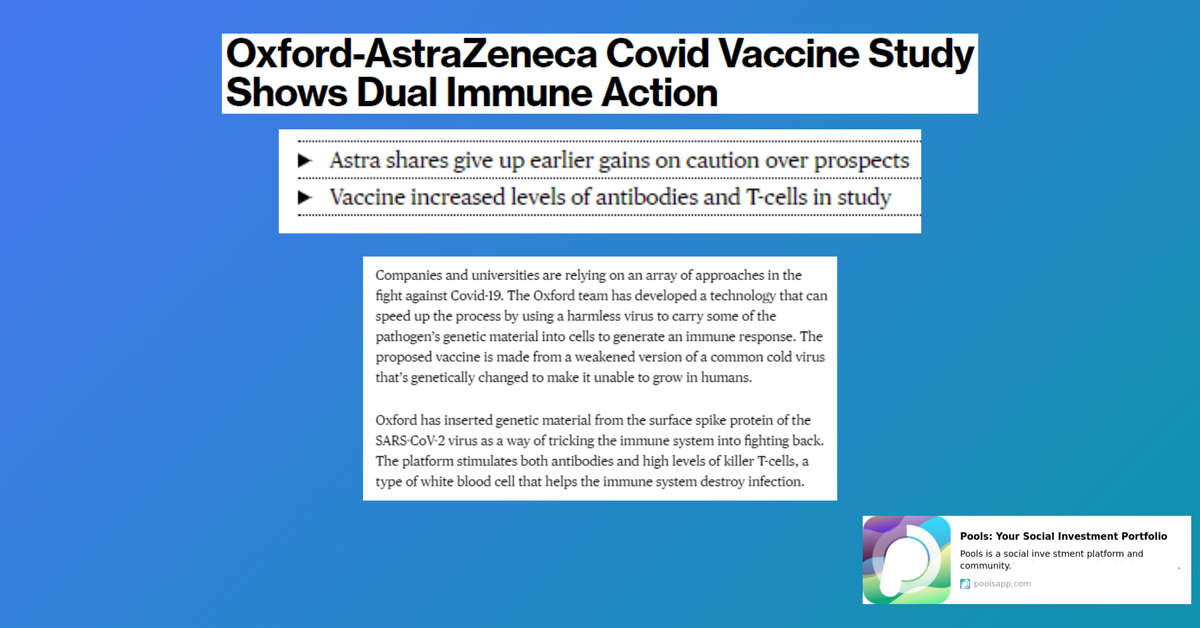 Oxford-AstraZeneca Covid Vaccine Study
Shows Dual Immune Action
► Astra shares give up earlier gains on caution over prospects
► Vaccine increased levels of antibodies and T-cells in study
Companies and universities are relying on an array of approaches in the
fight against Covid-19. The Oxford team has developed a technology that can
speed up the process by using a harmless virus to carry some of the
pathogen’s genetic material into cells to generate an immune response. The
proposed vaccine is made from a weakened version of a common cold virus
that’s genetically changed to make it unable to grow in humans.
Oxford has inserted genetic material from the surface spike protein of the
SARS-CoV-2 virus as a way of tricking the immune system into fighting back.
The platform stimulates both antibodies and high levels of killer T-cells, a
type of white blood cell that helps the immune system destroy infection.
Pools: Your Social Investment Portfolio
Pools is a social inve stment platform and
community. .
poolsapp.com